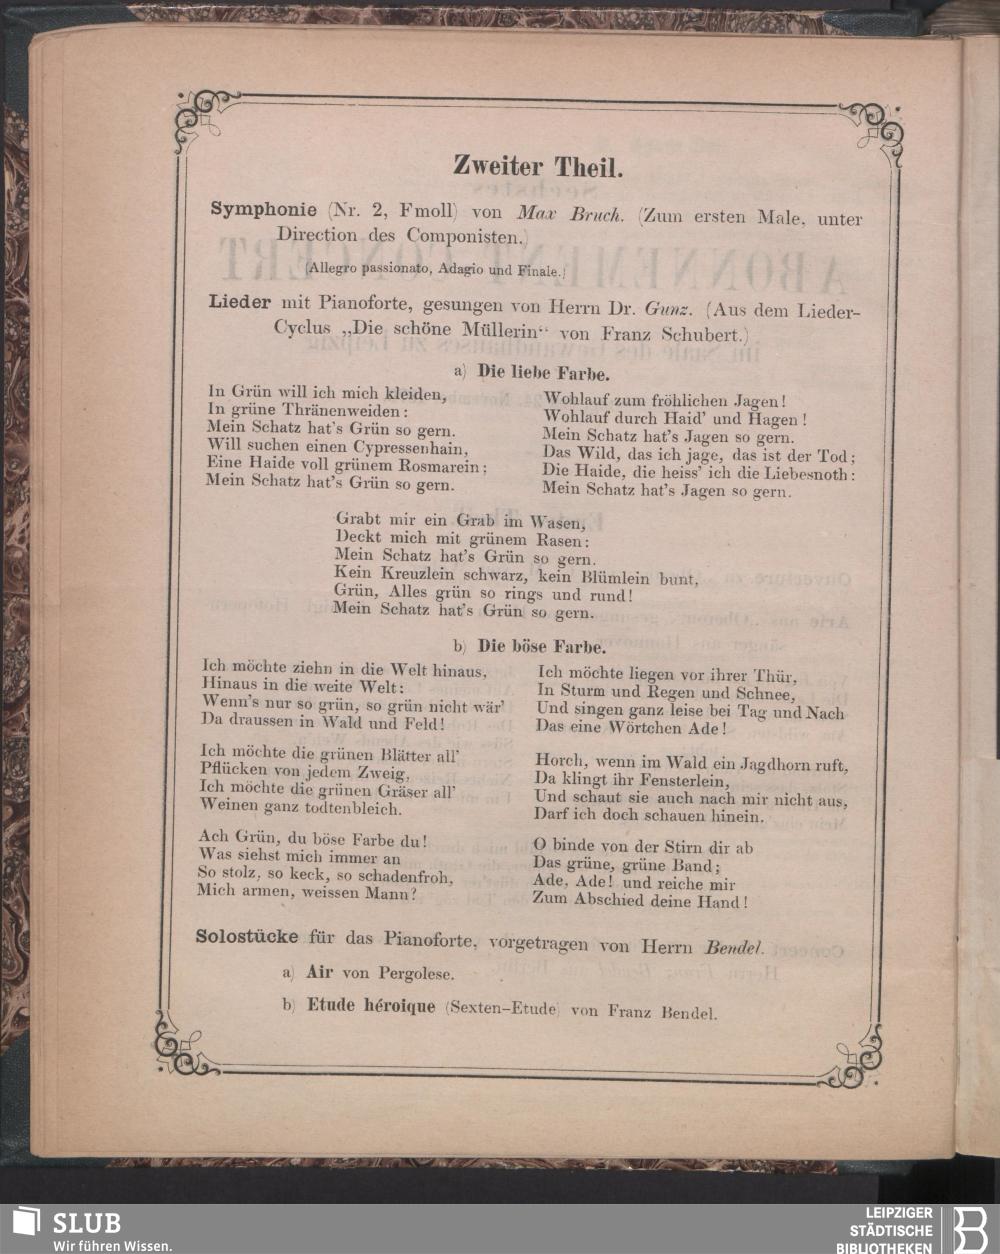 Zweiter Theil.
Symphonie (Nr. 2, Fmoll) von Max Bruch. (Zum ersten Male, unter
Direction des Componisten.)
(Allegro passionato, Adagio und Finale.)
Lieder mit Pianoforte, gesungen von Herrn Dr. Gunz. (Aus dem Lieder-
Cyclus „Die schöne Müllerin“ von Franz Schubert.)
a) Die liebe Farbe.
In Grün will ich mich kleiden,
In grüne Thränenweiden:
Mein Schatz hat's Grün so gern.
Will suchen einen Cypressenhain,
Eine Haide voll grünem Rosmarein:
Mein Schatz hat's Grün so gern.
Wohlauf zum fröhlichen Jagen!
Wohlauf durch Haid' und Hagen!
Mein Schatz hat's Jagen so gern.
Das Wild, das ich jage, das ist der Tod;
Die Haide, die heiss' ich die Liebesnoth:
Mein Schatz hat's Jagen so gern.
Grabt mir ein Grab im Wasen,
Deckt mich mit grünem Rasen:
Mein Schatz hat's Grün so gern.
Kein Kreuzlein schwarz, kein Blümlein bunt,
Grün, Alles grün so rings und rund!
Mein Schatz hat's Grün so gern.
b) Die böse Farbe.
Ich möchte ziehn in die Welt hinaus,
Hinaus in die weite Welt:
Wenn's nur so grün, so grün nicht wär'
Da draussen in Wald und Feld!
Ich möchte die grünen Blätter all'
Pflücken von jedem Zweig,
Ich möchte die grünen Gräser all'
Weinen ganz todtenbleich.
Ach Grün, du böse Farbe du!
Was siehst mich immer an
So stolz, so keck, so schadenfroh,
Mich armen, weissen Mann?
Ich möchte liegen vor ihrer Thür,
In Sturm und Regen und Schnee,
Und singen ganz leise bei Tag und Nach
Das eine Wörtchen Ade!
Horch, wenn im Wald ein Jagdhorn ruft,
Da klingt ihr Fensterlein,
Und schaut sie auch nach mir nicht aus,
Darf ich doch schauen hinein.
O binde von der Stirn dir ab
Das grüne, grüne Band;
Ade, Ade! und reiche mir
Zum Abschied deine Hand!
Solostücke für das Pianoforte, vorgetragen von Herrn Bendel.
a) Air von Pergolese.
b) Etude héroique (Sexten-Etude) von Franz Bendel.
SLUB
Wir führen Wissen.
LEIPZIGER
STÄDTISCHE
BIBLIOTHEKEN